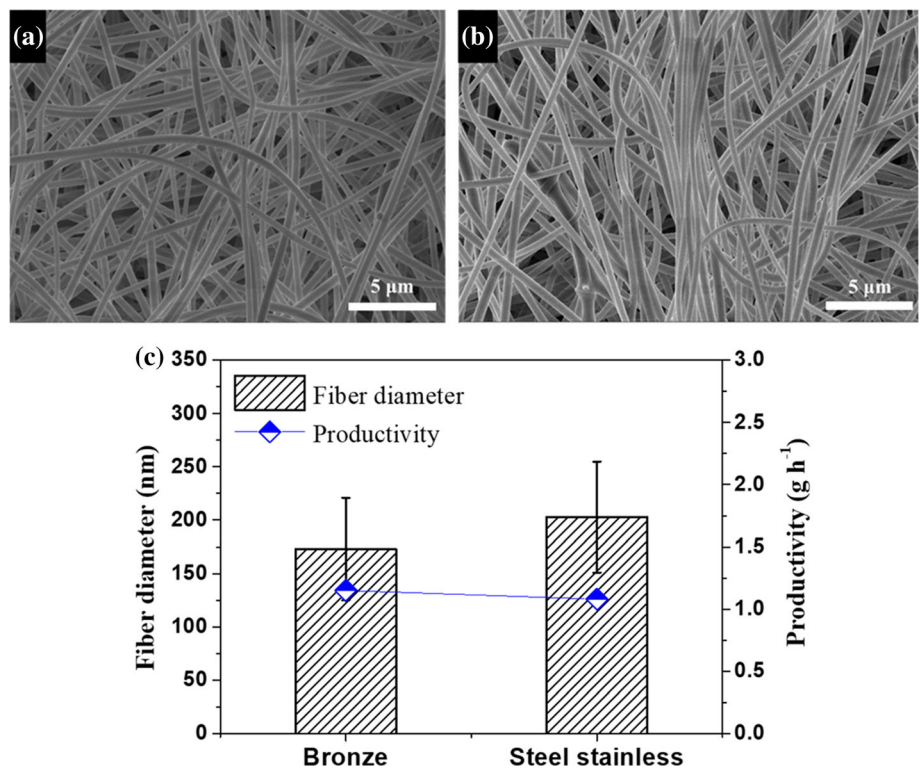 (a)
(b)
5 µm
5 µm
(c)
350
300
250
200
150
100
50
0
Fiber diameter (nm)
Fiber diameter
Productivity
3.0
2.5
2.0
1.5
1.0
0.5
0.0
Productivity (g h⁻¹)
Bronze
Steel stainless